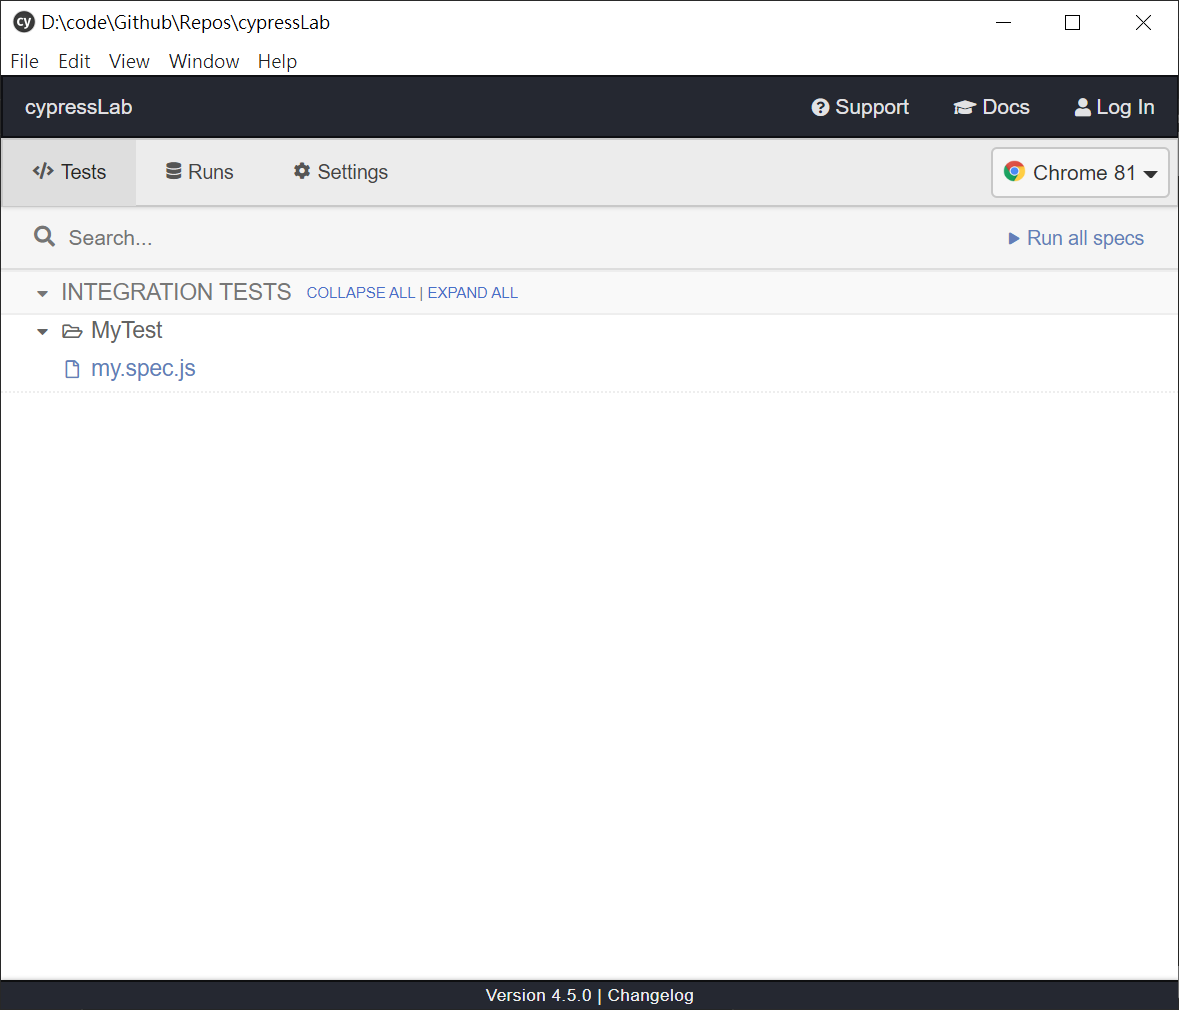 cy D:\code\Github\Repos\cypressLab
File Edit View Window Help
cypressLab Support Docs Log In
Tests Runs Settings Chrome 81
Search... Run all specs
INTEGRATION TESTS COLLAPSE ALL | EXPAND ALL
MyTest
my.spec.js
Version 4.5.0 | Changelog